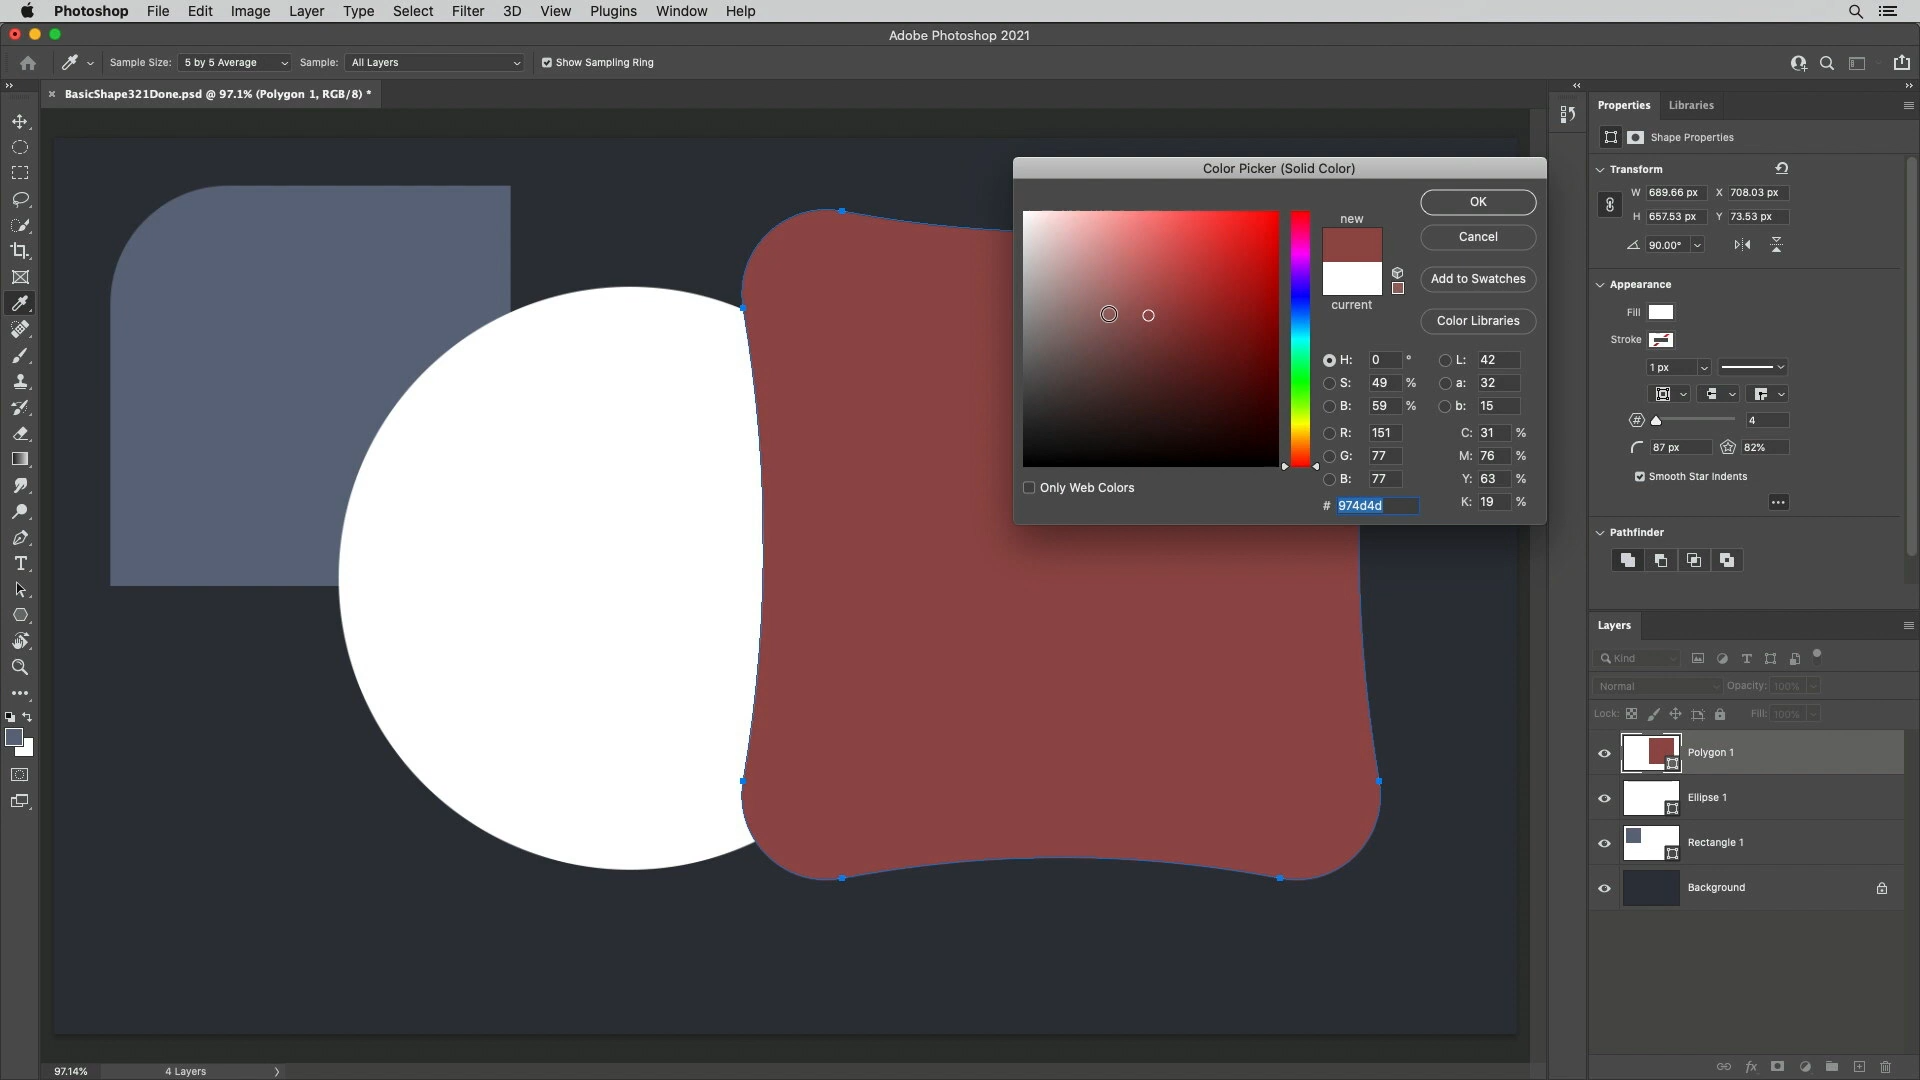 Photoshop File Edit Image Layer Type Select Filter 3D View Plugins Window Help
Adobe Photoshop 2021
Sample Size: 5 by 5 Average Sample: All Layers Show Sampling Ring
BasicShape321Done.psd @ 97.1% (Polygon 1, RGB/8) *
Properties Libraries
Shape Properties
Transform
W 689.66 px X 708.03 px
H 657.53 px Y 73.53 px
90.00°
Appearance
Fill
Stroke
1 px
4
87 px 82%
Smooth Star Indents
Pathfinder
Color Picker (Solid Color)
new
current
OK
Cancel
Add to Swatches
Color Libraries
H: 0 ° L: 42
S: 49 % a: 32
B: 59 % b: 15
R: 151 C: 31 %
G: 77 M: 76 %
B: 77 Y: 63 %
# 974d4d K: 19 %
Only Web Colors
Layers
Kind
Normal Opacity: 100%
Lock: Fill: 100%
Polygon 1
Ellipse 1
Rectangle 1
Background
97.14% 4 Layers